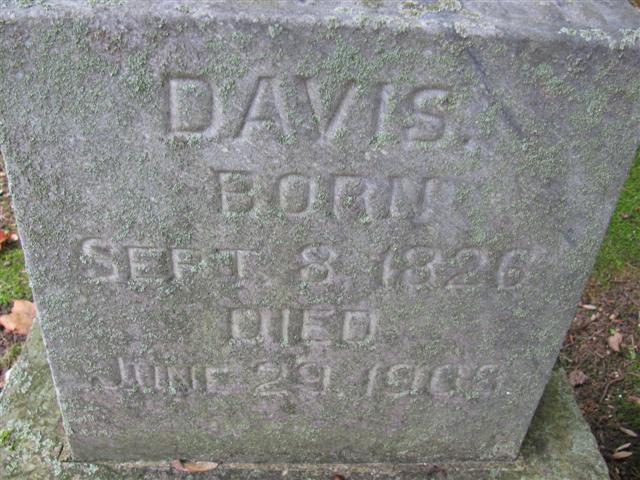 DAVIS.
BORN
SEPT. 8, 1826
DIED
JUNE 29, 1908